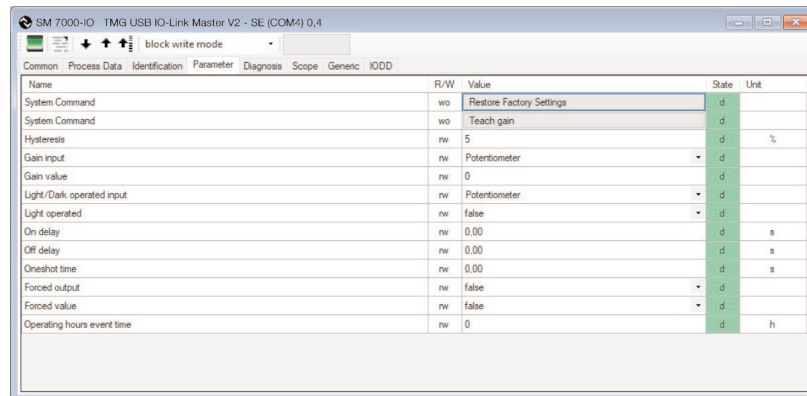 SM 7000-IO TMG USB IO-Link Master V2 - SE (COM4) 0,4
block write mode
Common Process Data Identification Parameter Diagnosis Scope Generic IODD
Name R/W Value State Unit
System Command wo Restore Factory Settings d
System Command wo Teach gain d
Hysteresis rw 5 d %
Gain input rw Potentiometer d
Gain value rw 0 d
Light/Dark operated input rw Potentiometer d
Light operated rw false d
On delay rw 0,00 d s
Off delay rw 0,00 d s
Oneshot time rw 0,00 d s
Forced output rw false d
Forced value rw false d
Operating hours event time rw 0 d h